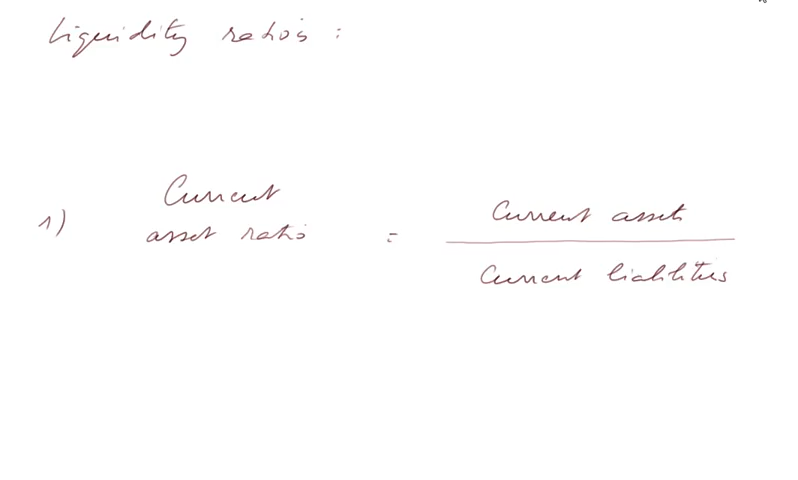 Liquidity ratios :
Current
1) asset ratio = Current assets
Current liabilities